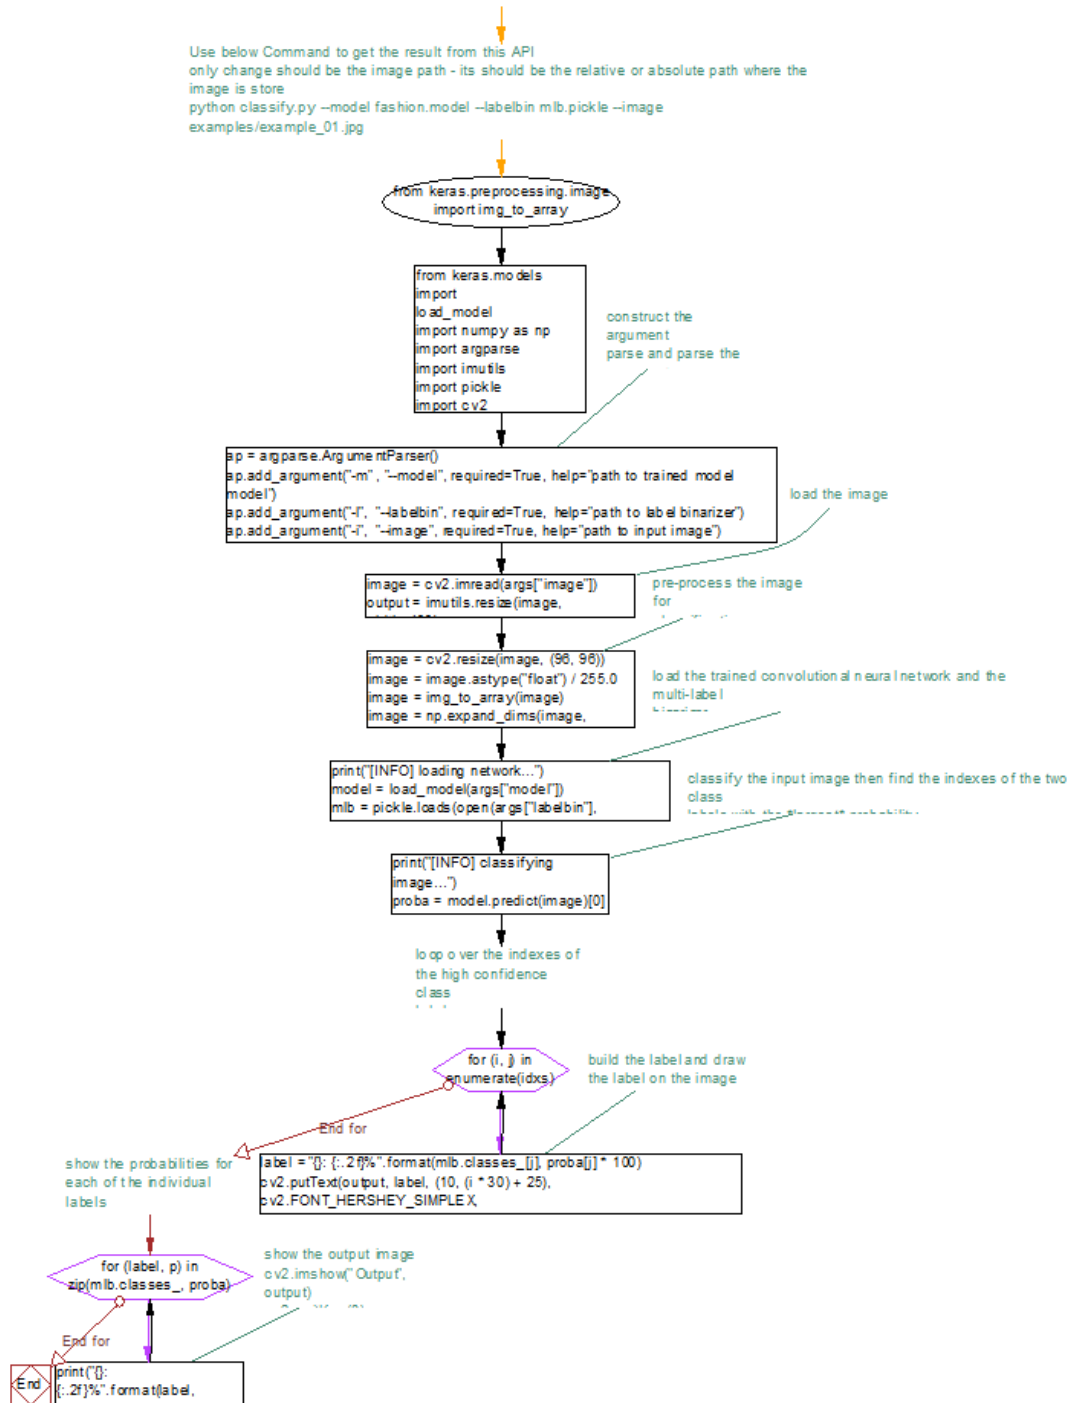 Use below Command to get the result from this API
only change should be the image path - its should be the relative or absolute path where the
image is store
python classify.py --model fashion.model --labelbin mlb.pickle --image
examples/example_01.jpg
from keras.preprocessing.image
import img_to_array
from keras.models
import
load_model
import numpy as np
import argparse
import imutils
import pickle
import cv2
construct the
argument
parse and parse the
ap = argparse.ArgumentParser()
ap.add_argument("-m", "--model", required=True, help="path to trained model
model")
ap.add_argument("-l", "--labelbin", required=True, help="path to label binarizer")
ap.add_argument("-i", "--image", required=True, help="path to input image")
load the image
image = cv2.imread(args["image"])
output = imutils.resize(image,
pre-process the image
for
image = cv2.resize(image, (96, 96))
image = image.astype("float") / 255.0
image = img_to_array(image)
image = np.expand_dims(image,
load the trained convolutional neural network and the
multi-label
print("[INFO] loading network...")
model = load_model(args["model"])
mlb = pickle.loads(open(args["labelbin"],
classify the input image then find the indexes of the two
class
labels with the *largest* probability
print("[INFO] classifying
image...")
proba = model.predict(image)[0]
loop over the indexes of
the high confidence
class
for (i, j) in
enumerate(idxs)
build the label and draw
the label on the image
End for
label = "{}: {:.2f}%".format(mlb.classes_[j], proba[j] * 100)
cv2.putText(output, label, (10, (i * 30) + 25),
cv2.FONT_HERSHEY_SIMPLEX,
show the probabilities for
each of the individual
labels
for (label, p) in
zip(mlb.classes_, proba)
show the output image
cv2.imshow("Output",
output)
End for
End
print("{}:
{:.2f}%".format(label,